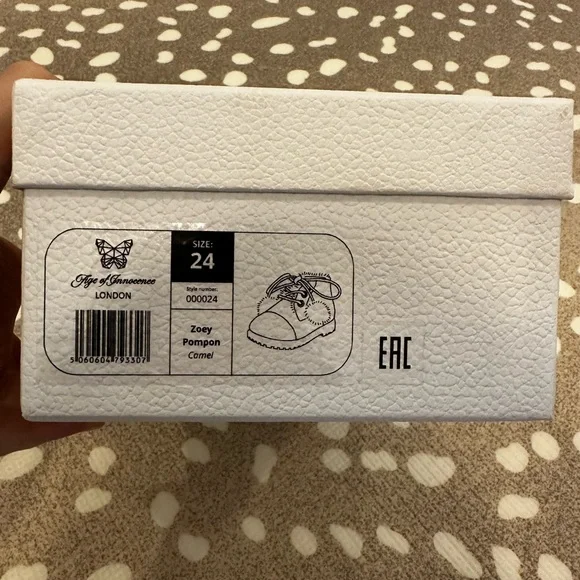 Age of Innocence
LONDON
5 060604 793307
SIZE:
24
Style number:
000024
Zoey
Pompon
Camel
EAC